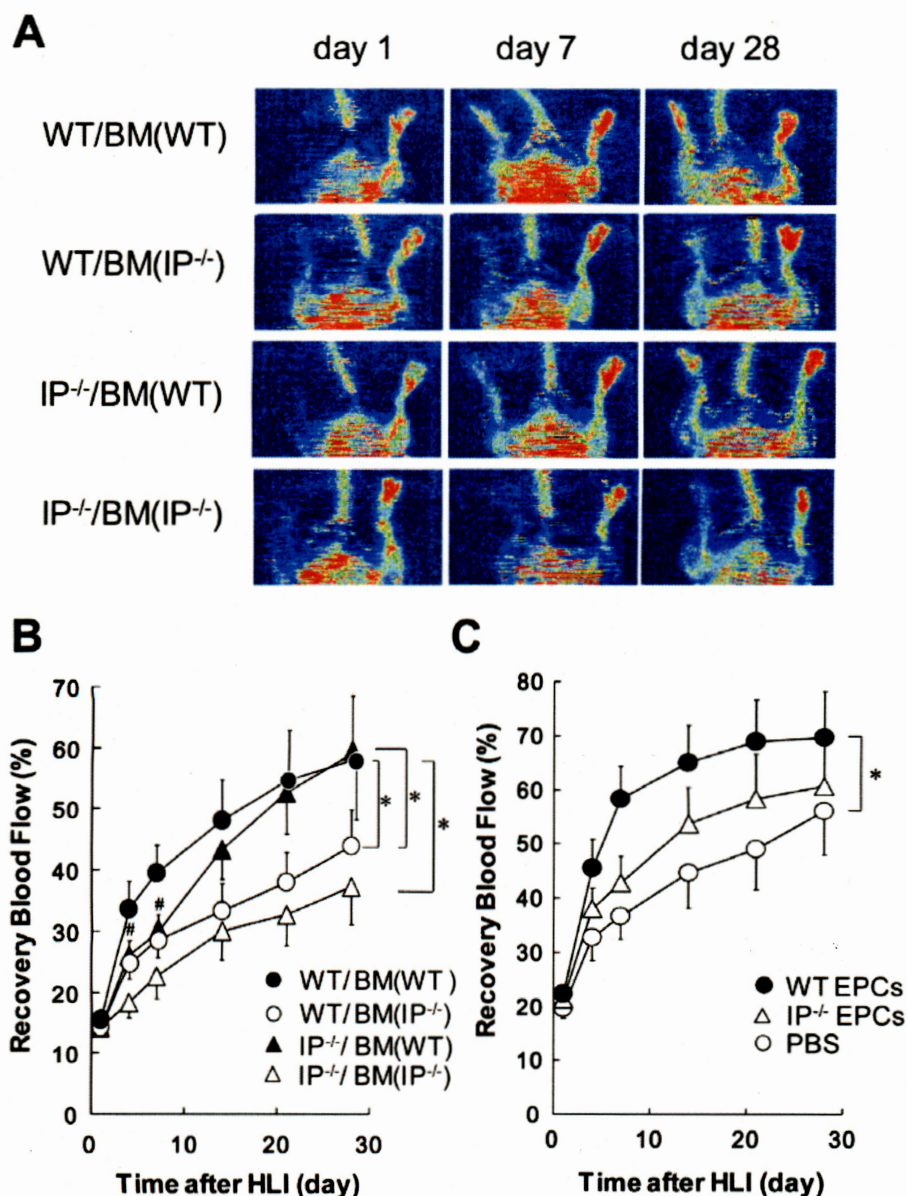 A
day 1 day 7 day 28
WT/BM(WT)
WT/BM(IP-/-)
IP-/-/BM(WT)
IP-/-/BM(IP-/-)
B
Recovery Blood Flow (%)
70
60
50
40
30
20
10
0
# #
* * *
WT/BM(WT)
WT/BM(IP-/-)
IP-/-/BM(WT)
IP-/-/BM(IP-/-)
0 10 20 30
Time after HLI (day)
C
Recovery Blood Flow (%)
80
70
60
50
40
30
20
10
0
*
WT EPCs
IP-/- EPCs
PBS
0 10 20 30
Time after HLI (day)